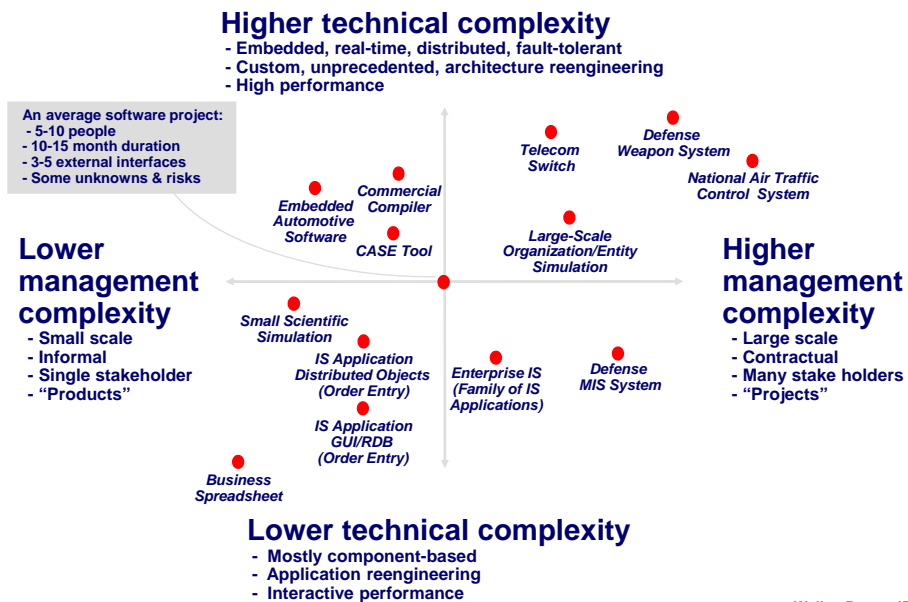 Higher technical complexity
- Embedded, real-time, distributed, fault-tolerant
- Custom, unprecedented, architecture reengineering
- High performance
An average software project:
- 5-10 people
- 10-15 month duration
- 3-5 external interfaces
- Some unknowns & risks
Telecom
Switch
Defense
Weapon System
National Air Traffic
Control System
Commercial
Compiler
Embedded
Automotive
Software
CASE Tool
Large-Scale
Organization/Entity
Simulation
Lower
management
complexity
- Small scale
- Informal
- Single stakeholder
- “Products”
Higher
management
complexity
- Large scale
- Contractual
- Many stake holders
- “Projects”
Small Scientific
Simulation
IS Application
Distributed Objects
(Order Entry)
Enterprise IS
(Family of IS
Applications)
Defense
MIS System
IS Application
GUI/RDB
(Order Entry)
Business
Spreadsheet
Lower technical complexity
- Mostly component-based
- Application reengineering
- Interactive performance